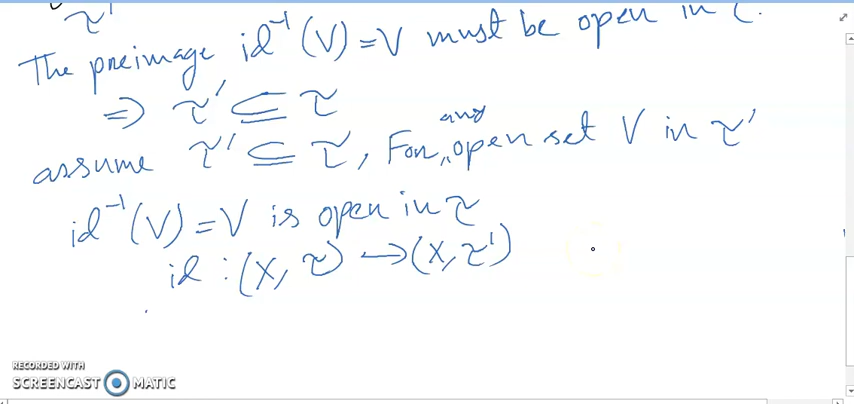 τ'
The preimage id⁻¹(V) = V must be open in τ.
⇒ τ' ⊆ τ
assume τ' ⊆ τ, For any open set V in τ'
id⁻¹(V) = V is open in τ
id : (X, τ) → (X, τ')
RECORDED WITH
SCREENCAST MATIC